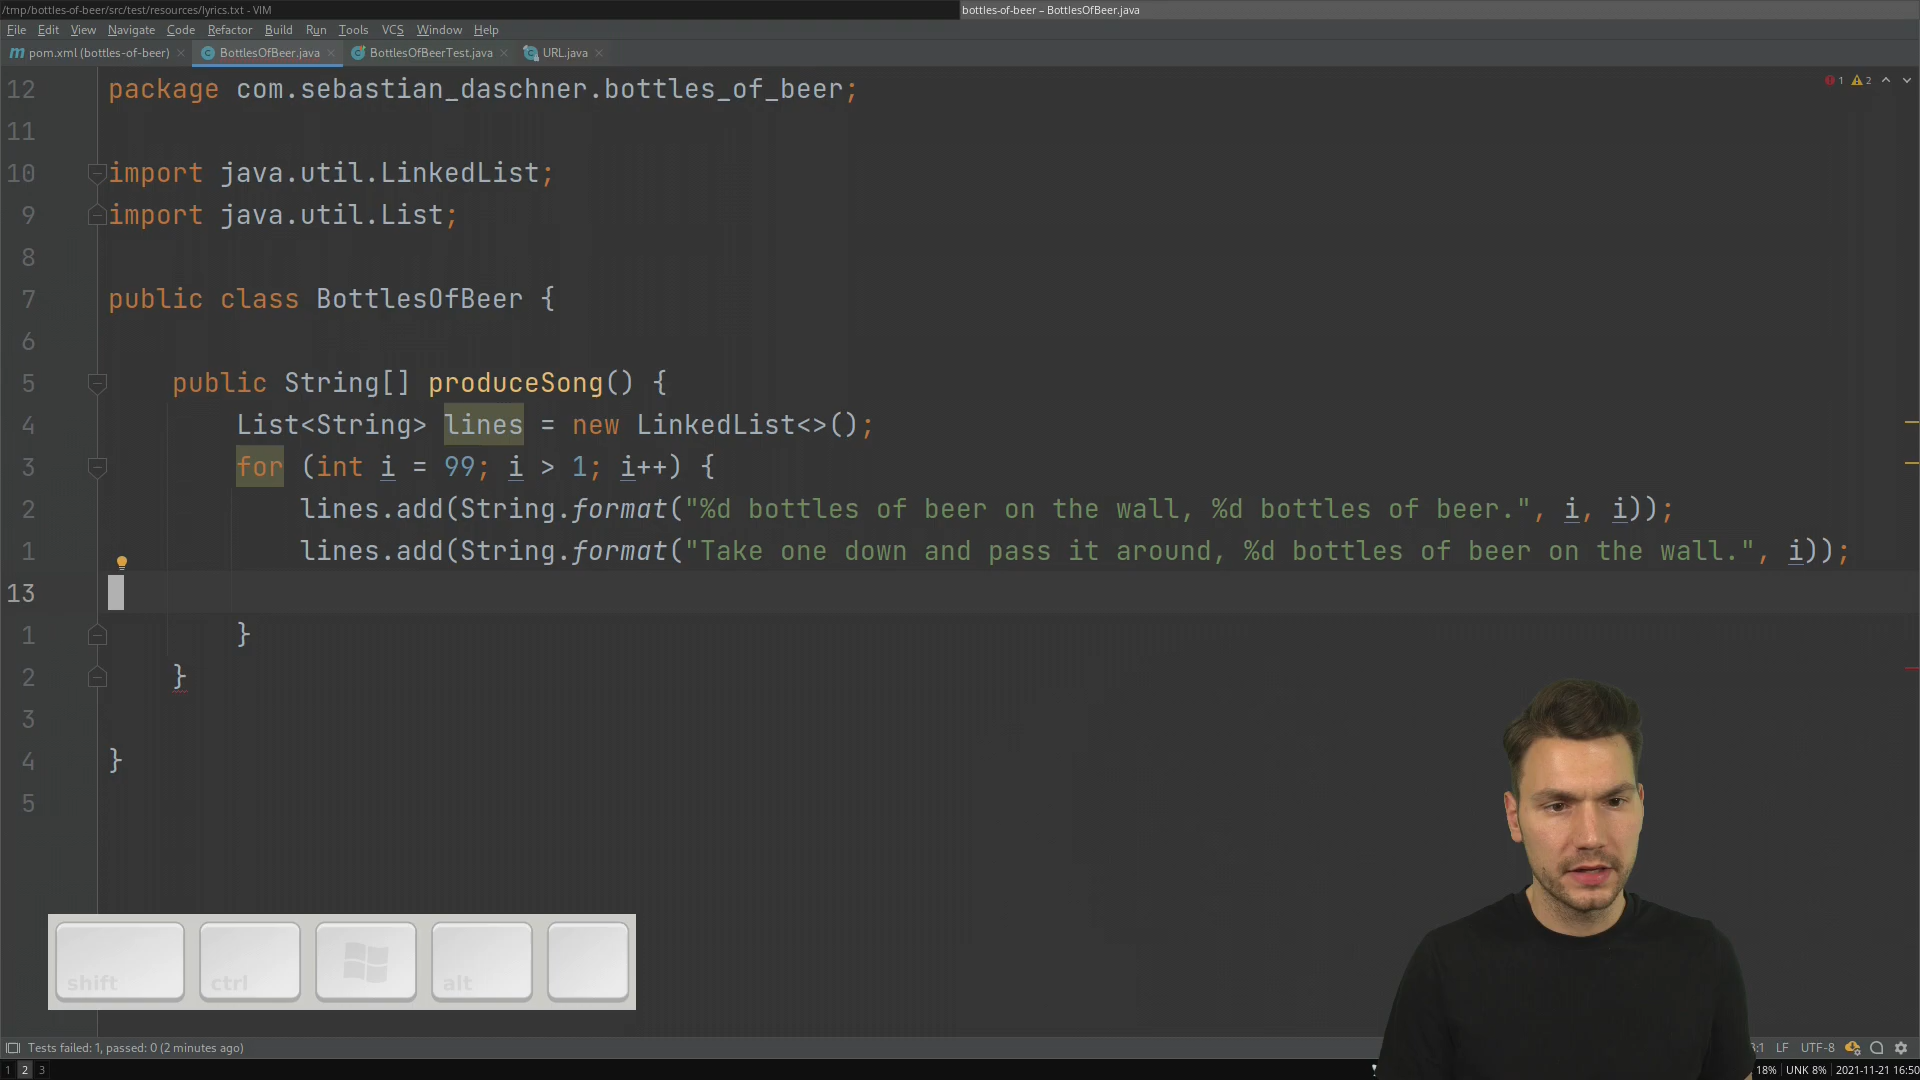 /tmp/bottles-of-beer/src/test/resources/lyrics.txt - VIM
bottles-of-beer – BottlesOfBeer.java
File Edit View Navigate Code Refactor Build Run Tools VCS Window Help
pom.xml (bottles-of-beer) BottlesOfBeer.java BottlesOfBeerTest.java URL.java
1 2
12 package com.sebastian_daschner.bottles_of_beer;
11
10 import java.util.LinkedList;
9 import java.util.List;
8
7 public class BottlesOfBeer {
6
5 public String[] produceSong() {
4 List<String> lines = new LinkedList<>();
3 for (int i = 99; i > 1; i++) {
2 lines.add(String.format("%d bottles of beer on the wall, %d bottles of beer.", i, i));
1 lines.add(String.format("Take one down and pass it around, %d bottles of beer on the wall.", i));
13
1 }
2 }
3
4 }
5
shift ctrl alt
Tests failed: 1, passed: 0 (2 minutes ago)
LF UTF-8
1 2 3
18% UNK 8% 2021-11-21 16:50